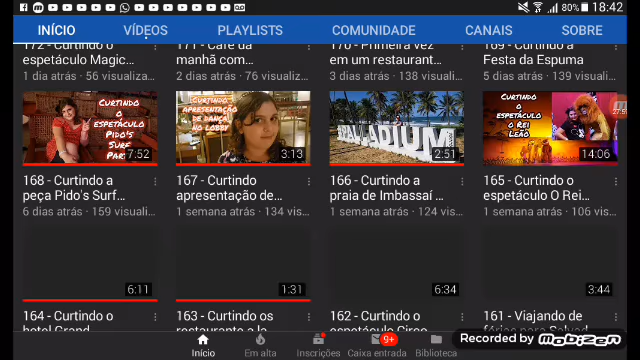 80% 18:42
INÍCIO VÍDEOS PLAYLISTS COMUNIDADE CANAIS SOBRE
172 - Curtindo o 171 - Café da 170 - Primeira vez 169 - Curtindo a
espetáculo Magic... manhã com... em um restaurant... Festa da Espuma
1 dia atrás · 56 visualiza... 2 dias atrás · 76 visualiz... 3 dias atrás · 138 visuali... 5 dias atrás · 139 visuali...
CURTINDO
O
ESPETÁCULO
PIDO'S
SURF
7:52
CURTINDO
APRESENTAÇÃO
DE DANÇA
NO LOBBY
3:13
2:51
CURTINDO
O
ESPETÁCULO
O REI
LEÃO
14:06
168 - Curtindo a 167 - Curtindo 166 - Curtindo a 165 - Curtindo o
peça Pido's Surf... apresentação de... praia de Imbassaí ... espetáculo O Rei...
6 dias atrás · 159 visuali... 1 semana atrás · 134 vis... 1 semana atrás · 124 vis... 1 semana atrás · 106 vis...
6:11 1:31 6:34 3:44
164 - Curtindo o 163 - Curtindo os 162 - Curtindo o 161 - Viajando de
hotel Grand restaurante a la espetáculo Circo férias para Salvad
9+
Início Em alta Inscrições Caixa entrada Biblioteca
Recorded by MOBIZEN